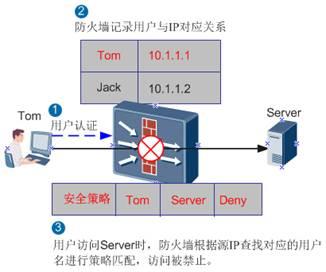 2
防火墙记录用户与IP对应关系
Tom 10.1.1.1
Jack 10.1.1.2
Tom
1
用户认证
Server
安全策略 Tom Server Deny
3
用户访问Server时，防火墙根据源IP查找对应的用
户名进行策略匹配，访问被禁止。